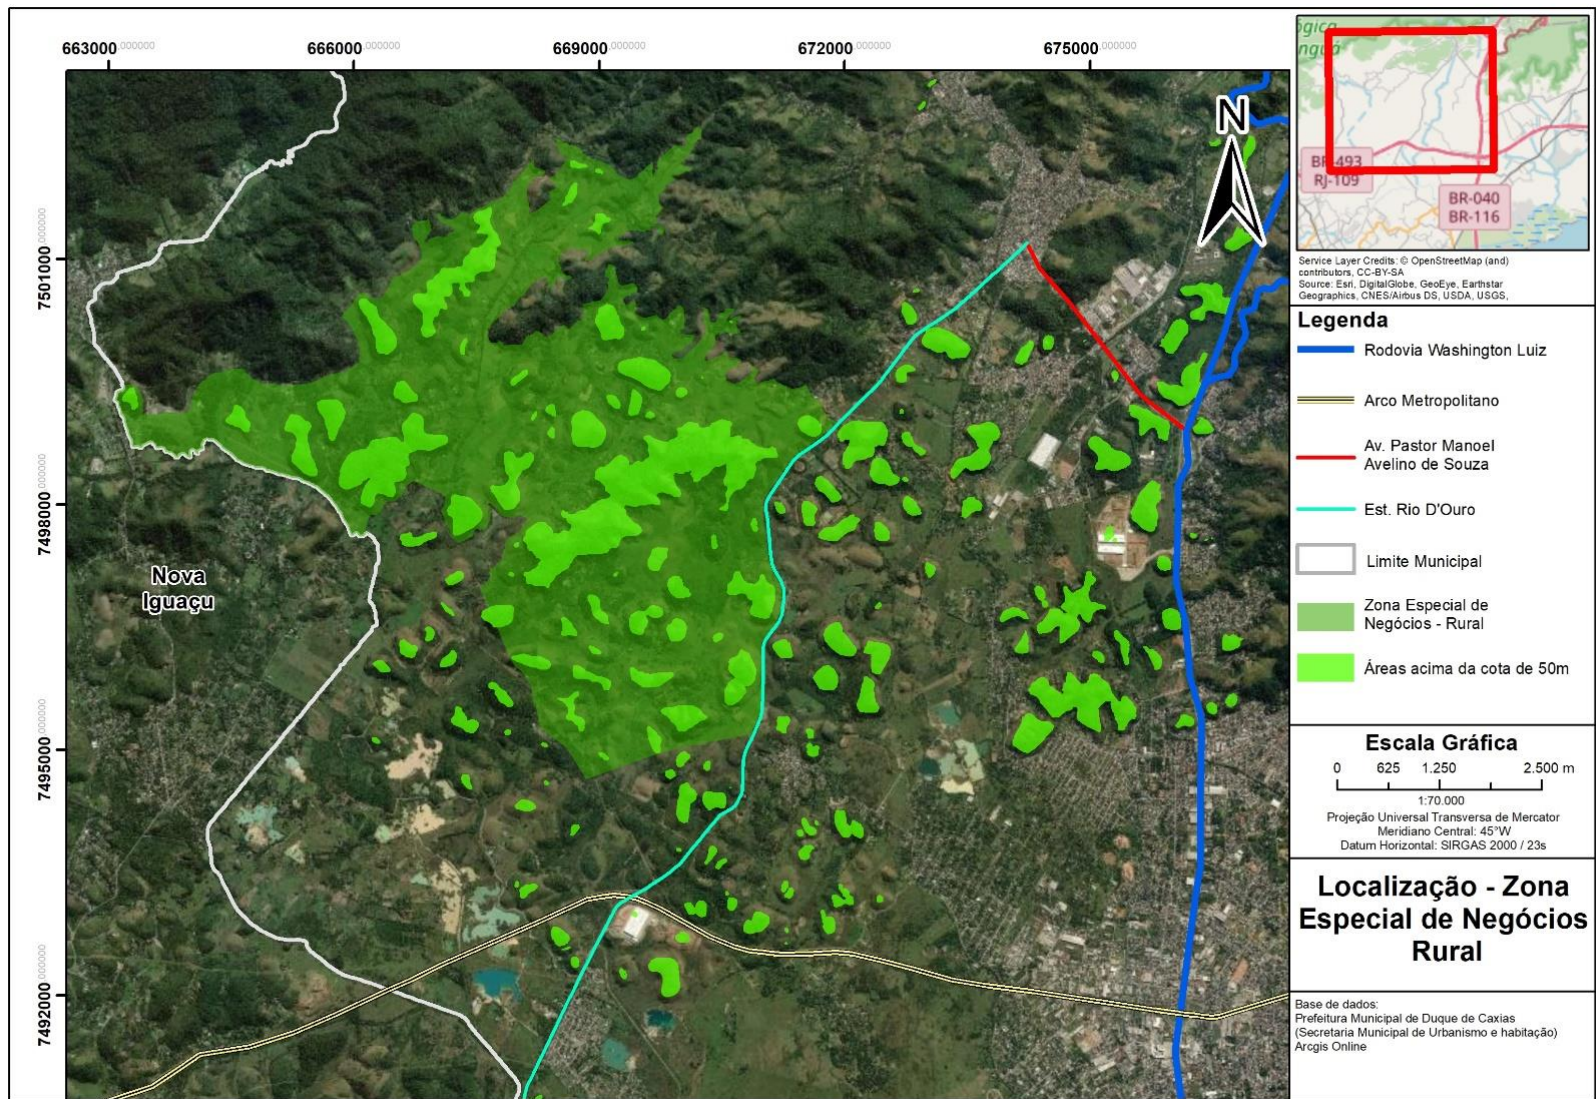 663000.000000
666000.000000
669000.000000
672000.000000
675000.000000
7501000.000000
7498000.000000
7495000.000000
7492000.000000
Nova
Iguaçu
N
BR-493
RJ-109
BR-040
BR-116
Service Layer Credits: © OpenStreetMap (and)
contributors, CC-BY-SA
Source: Esri, DigitalGlobe, GeoEye, Earthstar
Geographics, CNES/Airbus DS, USDA, USGS,
Legenda
Rodovia Washington Luiz
Arco Metropolitano
Av. Pastor Manoel
Avelino de Souza
Est. Rio D'Ouro
Limite Municipal
Zona Especial de
Negócios - Rural
Áreas acima da cota de 50m
Escala Gráfica
0 625 1.250 2.500 m
1:70.000
Projeção Universal Transversa de Mercator
Meridiano Central: 45°W
Datum Horizontal: SIRGAS 2000 / 23s
Localização - Zona
Especial de Negócios
Rural
Base de dados:
Prefeitura Municipal de Duque de Caxias
(Secretaria Municipal de Urbanismo e habitação)
Arcgis Online